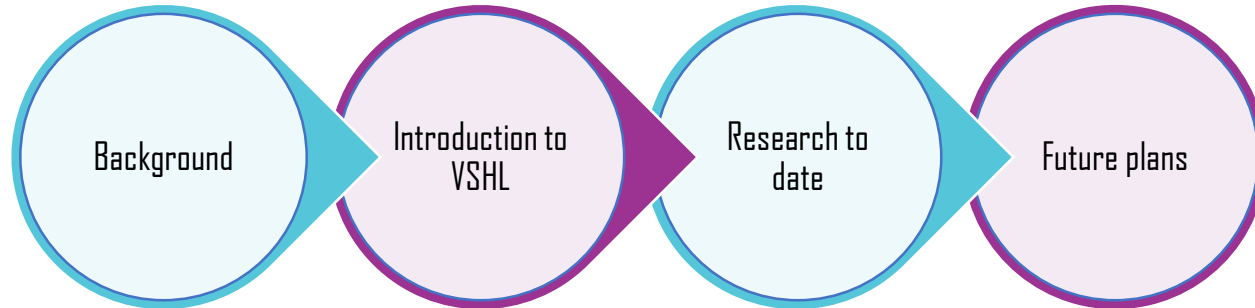 Background
Introduction to
VSHL
Research to
date
Future plans